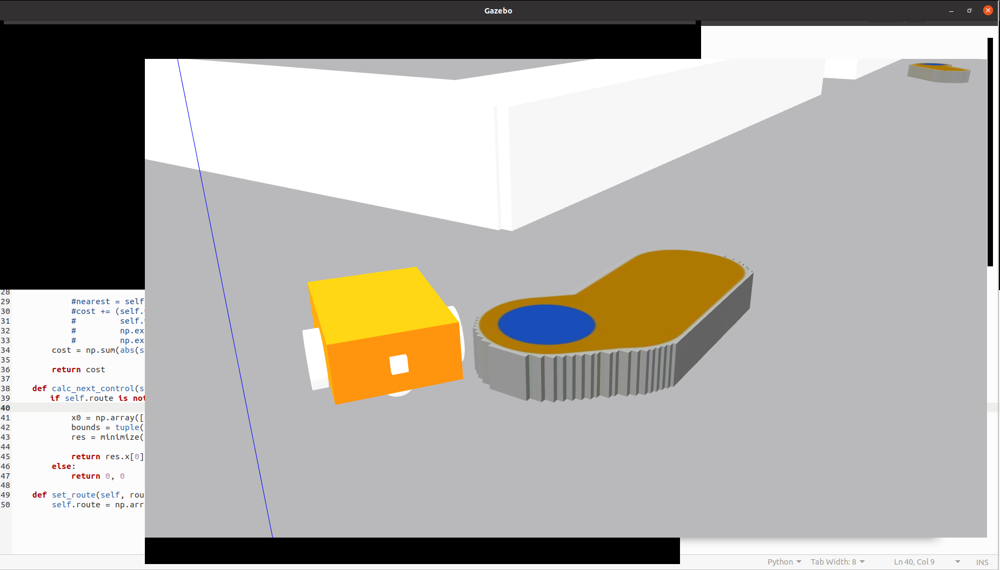 Gazebo
28
29 #nearest = self
30 #cost += (self.
31 # self.
32 # np.ex
33 # np.ex
34 cost = np.sum(abs(s
35
36 return cost
37
38 def calc_next_control(s
39 if self.route is not
40
41 x0 = np.array([
42 bounds = tuple(
43 res = minimize(
44
45 return res.x[0]
46 else:
47 return 0, 0
48
49 def set_route(self, rou
50 self.route = np.arr
Python Tab Width: 8 Ln 40, Col 9 INS